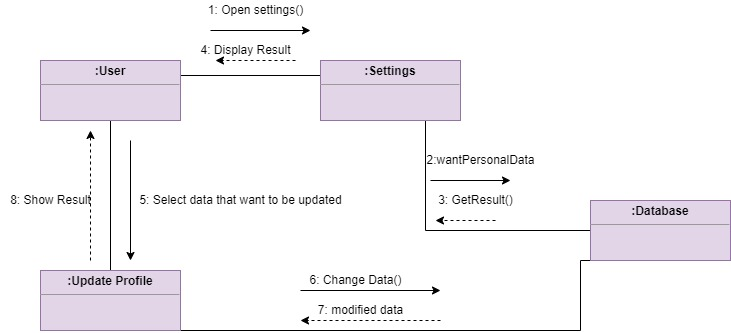 1: Open settings()
4: Display Result
:User
:Settings
2:wantPersonalData
3: GetResult()
8: Show Result
5: Select data that want to be updated
:Database
:Update Profile
6: Change Data()
7: modified data